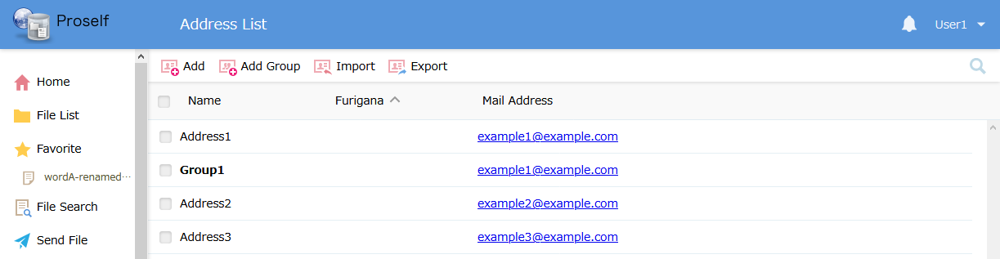 Proself
Address List
User1
Home
File List
Favorite
wordA-renamed···
File Search
Send File
Add Add Group Import Export
Name Furigana Mail Address
Address1 example1@example.com
Group1 example1@example.com
Address2 example2@example.com
Address3 example3@example.com